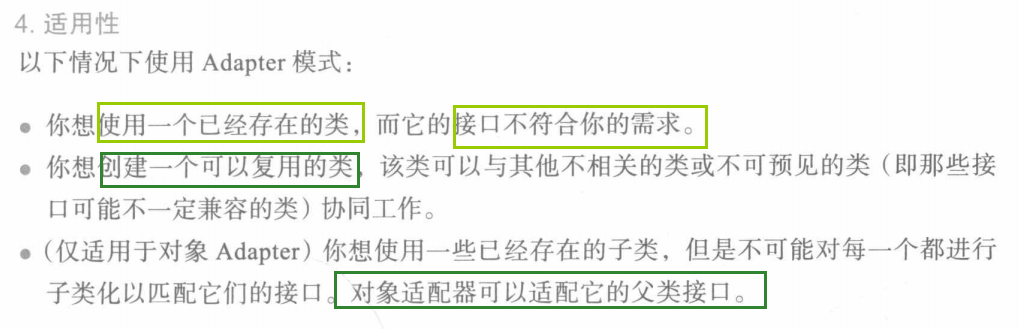 4. 适用性
以下情况下使用 Adapter 模式：
● 你想使用一个已经存在的类，而它的接口不符合你的需求。
● 你想创建一个可以复用的类，该类可以与其他不相关的类或不可预见的类（即那些接
口可能不一定兼容的类）协同工作。
●（仅适用于对象 Adapter）你想使用一些已经存在的子类，但是不可能对每一个都进行
子类化以匹配它们的接口。对象适配器可以适配它的父类接口。